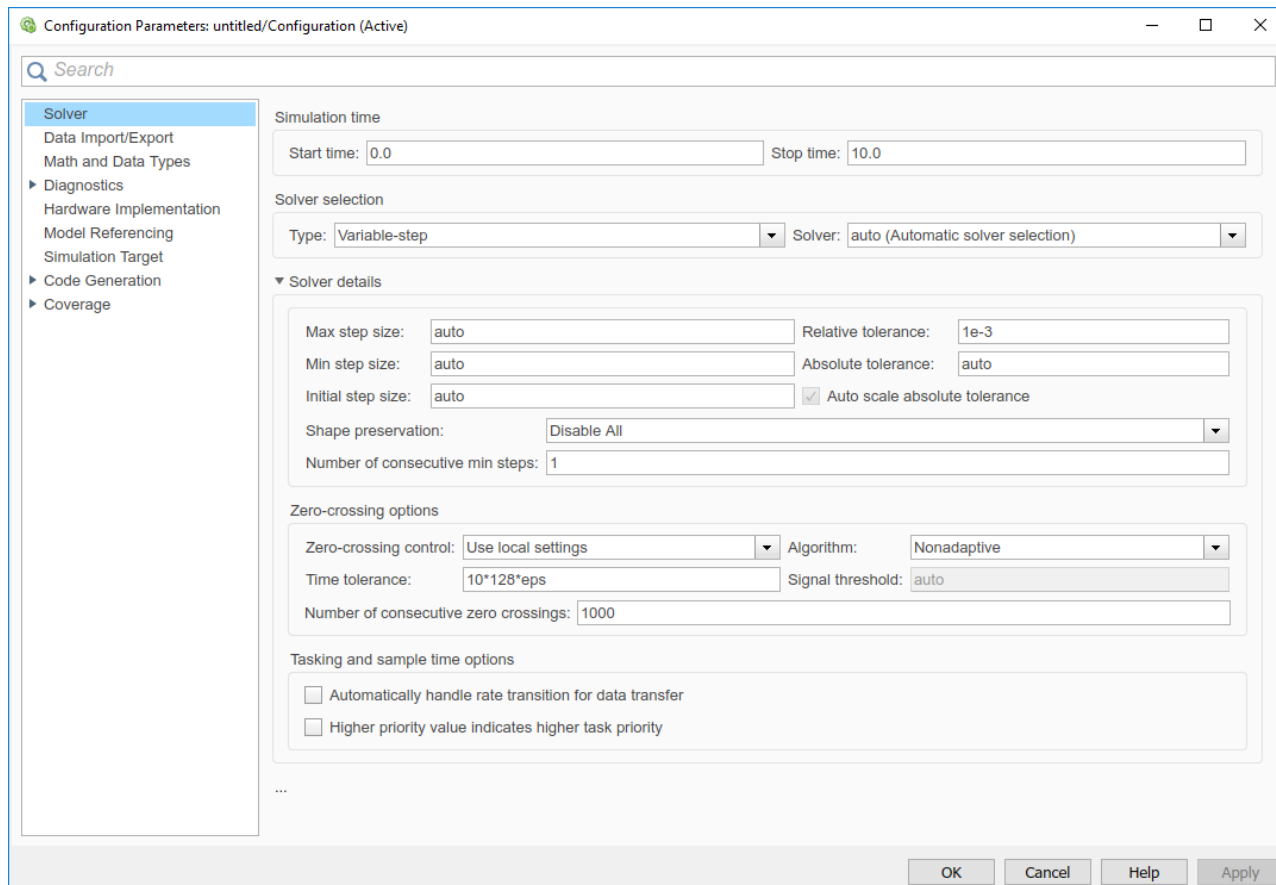 Configuration Parameters: untitled/Configuration (Active)
Search
Solver
Data Import/Export
Math and Data Types
Diagnostics
Hardware Implementation
Model Referencing
Simulation Target
Code Generation
Coverage
Simulation time
Start time: 0.0 Stop time: 10.0
Solver selection
Type: Variable-step Solver: auto (Automatic solver selection)
Solver details
Max step size: auto Relative tolerance: 1e-3
Min step size: auto Absolute tolerance: auto
Initial step size: auto Auto scale absolute tolerance
Shape preservation: Disable All
Number of consecutive min steps: 1
Zero-crossing options
Zero-crossing control: Use local settings Algorithm: Nonadaptive
Time tolerance: 10*128*eps Signal threshold: auto
Number of consecutive zero crossings: 1000
Tasking and sample time options
Automatically handle rate transition for data transfer
Higher priority value indicates higher task priority
...
OK Cancel Help Apply